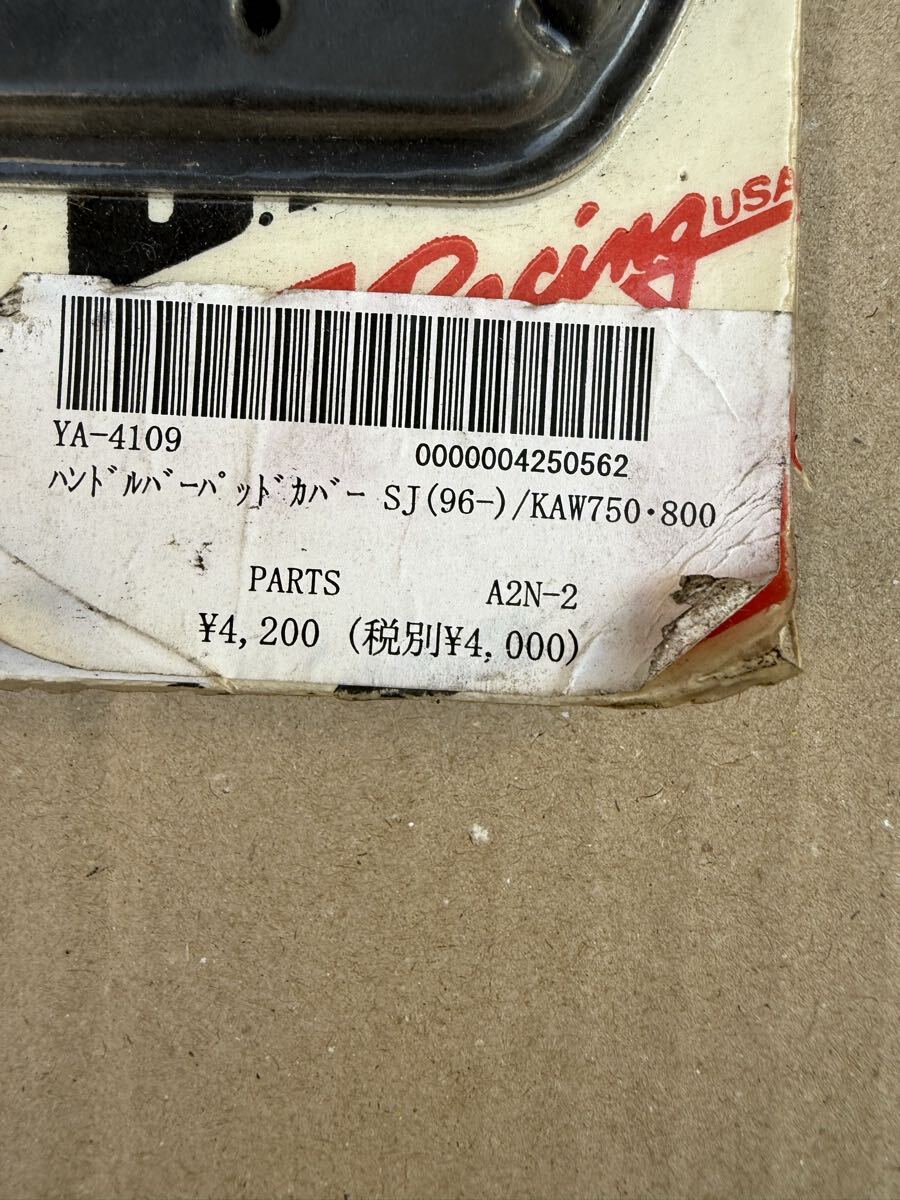 Racing USA
YA-4109
0000004250562
ﾊﾝﾄﾞﾙﾊﾞｰﾊﾟｯﾄﾞｶﾊﾞｰ SJ(96-)/KAW750・800
PARTS A2N-2
¥4,200 (税別¥4,000)